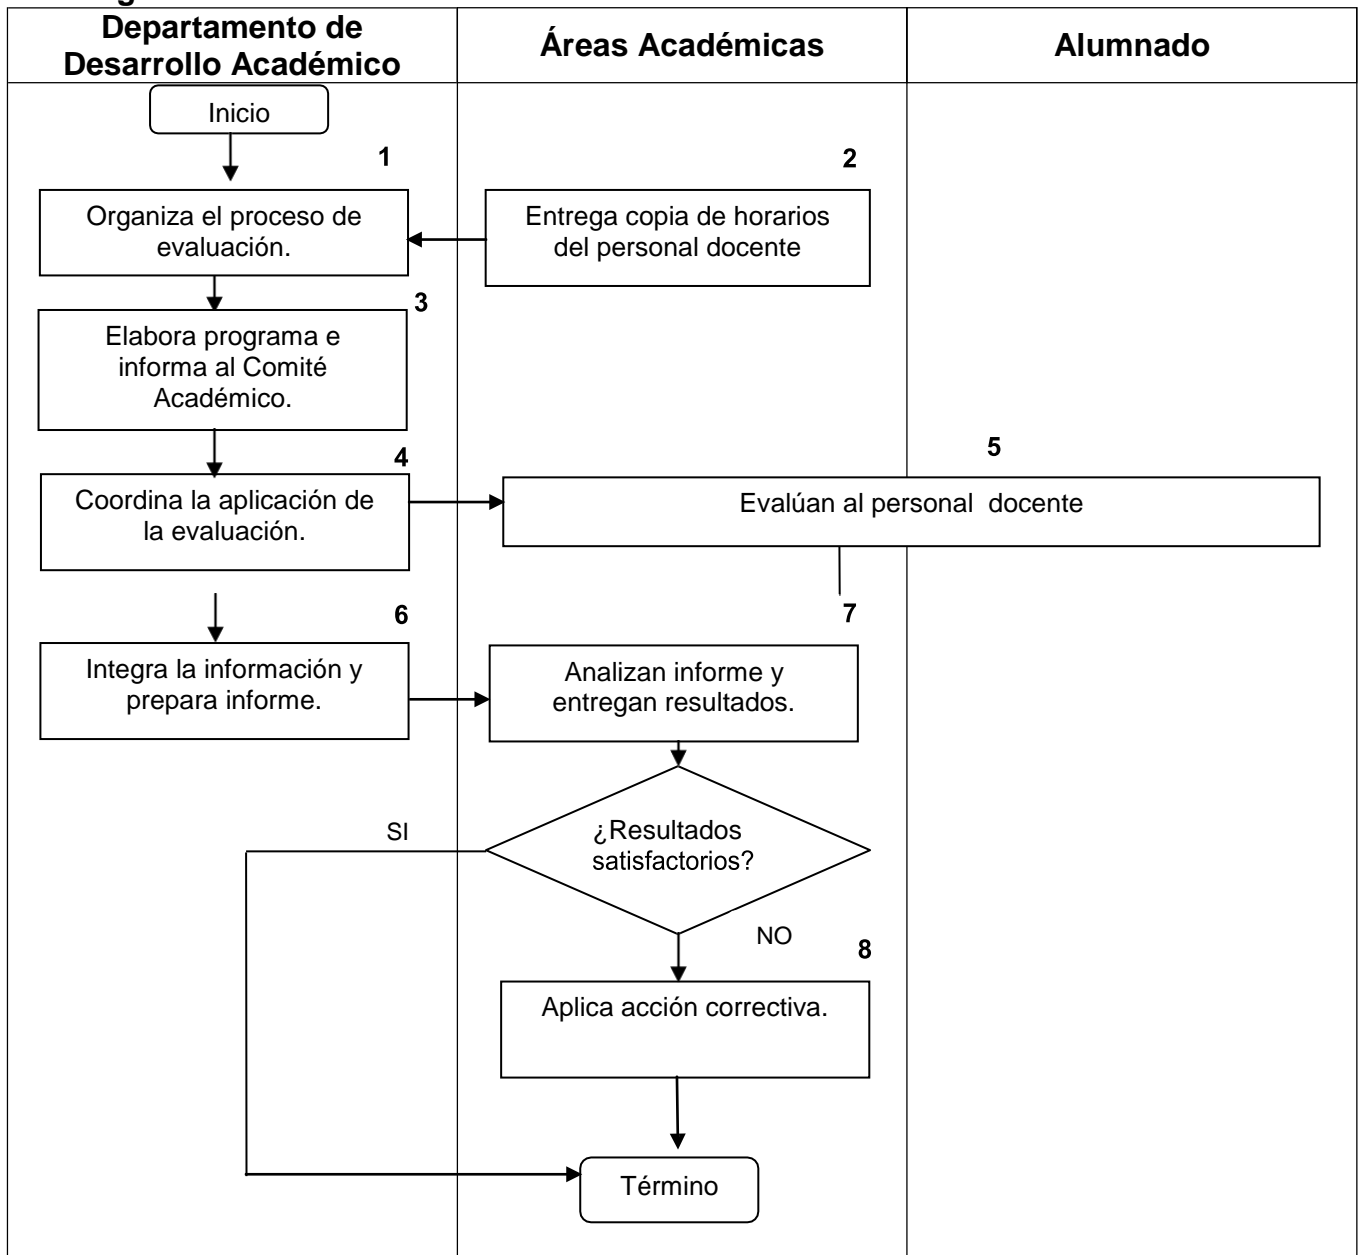 Departamento de
Desarrollo Académico
Áreas Académicas
Alumnado
Inicio
1
2
Organiza el proceso de
evaluación.
Entrega copia de horarios
del personal docente
3
Elabora programa e
informa al Comité
Académico.
4
5
Coordina la aplicación de
la evaluación.
Evalúan al personal  docente
6
7
Integra la información y
prepara informe.
Analizan informe y
entregan resultados.
SI
¿Resultados
satisfactorios?
NO
8
Aplica acción correctiva.
Término